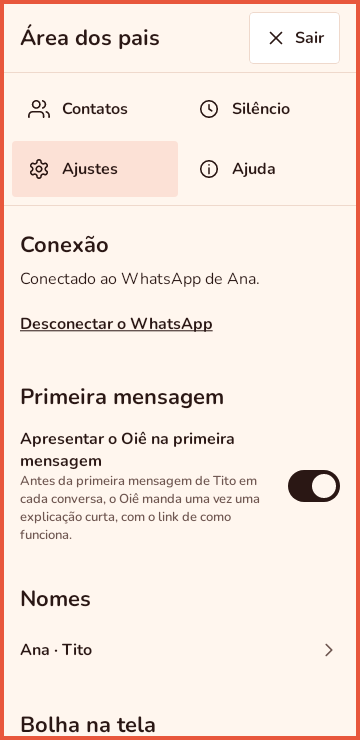 Área dos pais
Sair
Contatos
Silêncio
Ajustes
Ajuda
Conexão
Conectado ao WhatsApp de Ana.
Desconectar o WhatsApp
Primeira mensagem
Apresentar o Oiê na primeira
mensagem
Antes da primeira mensagem de Tito em
cada conversa, o Oiê manda uma vez uma
explicação curta, com o link de como
funciona.
Nomes
Ana · Tito
Bolha na tela